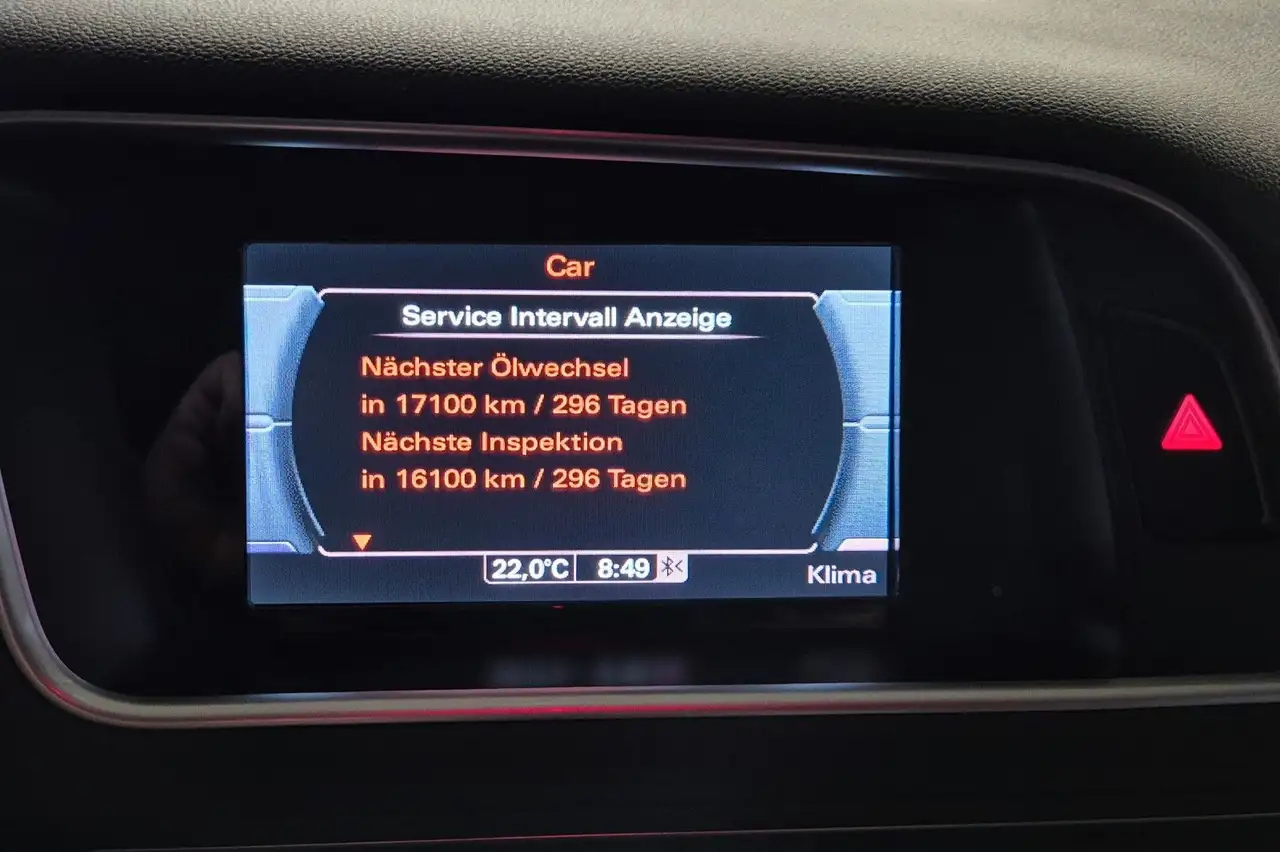 Car
Service Intervall Anzeige
Nächster Ölwechsel
in 17100 km / 296 Tagen
Nächste Inspektion
in 16100 km / 296 Tagen
22,0°C 8:49
Klima